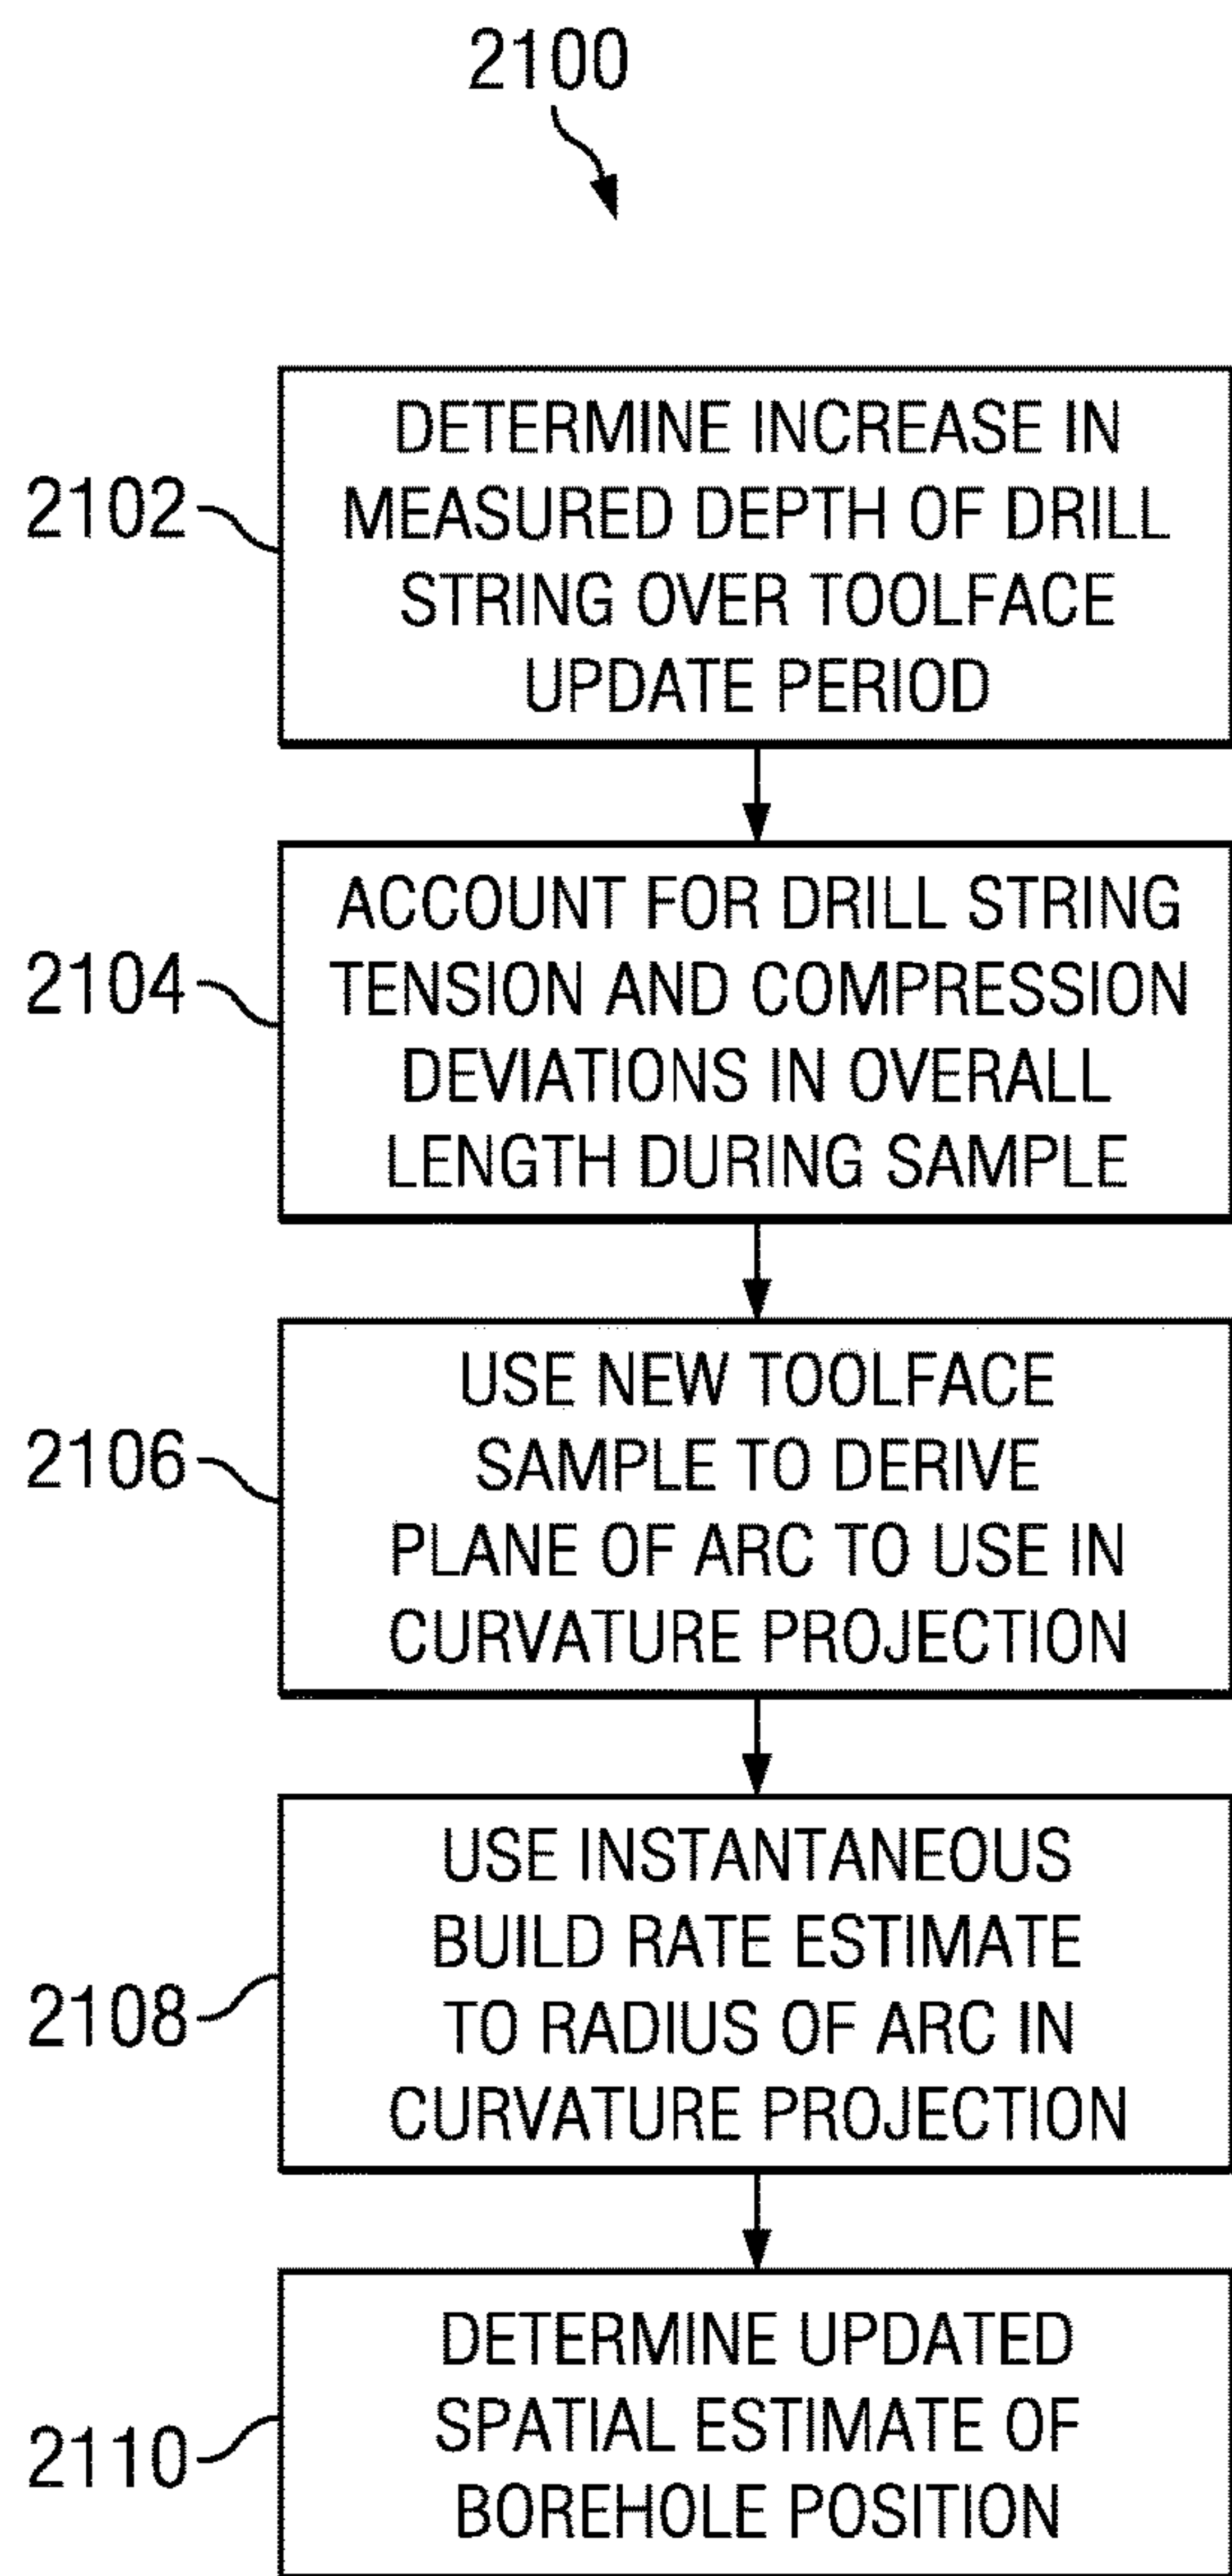 2100
2102
DETERMINE INCREASE IN
MEASURED DEPTH OF DRILL
STRING OVER TOOLFACE
UPDATE PERIOD
2104
ACCOUNT FOR DRILL STRING
TENSION AND COMPRESSION
DEVIATIONS IN OVERALL
LENGTH DURING SAMPLE
2106
USE NEW TOOLFACE
SAMPLE TO DERIVE
PLANE OF ARC TO USE IN
CURVATURE PROJECTION
2108
USE INSTANTANEOUS
BUILD RATE ESTIMATE
TO RADIUS OF ARC IN
CURVATURE PROJECTION
2110
DETERMINE UPDATED
SPATIAL ESTIMATE OF
BOREHOLE POSITION